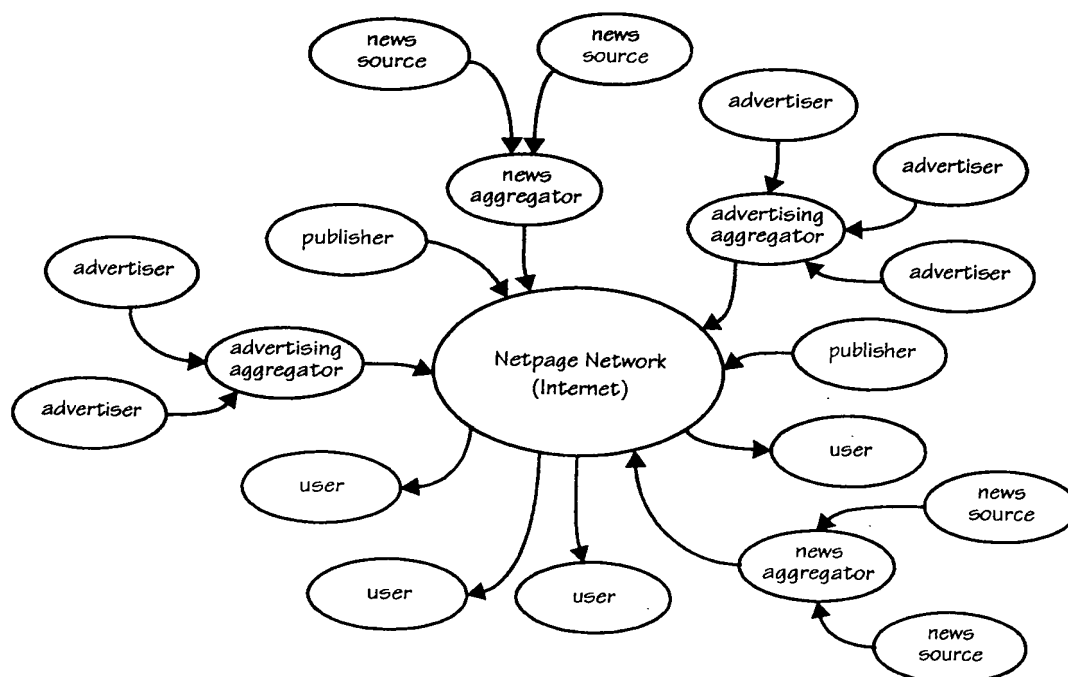 news
source
news
source
advertiser
advertiser
news
aggregator
advertising
aggregator
publisher
advertiser
advertiser
advertising
aggregator
Netpage Network
(Internet)
publisher
advertiser
user
user
news
source
news
aggregator
user
user
news
source